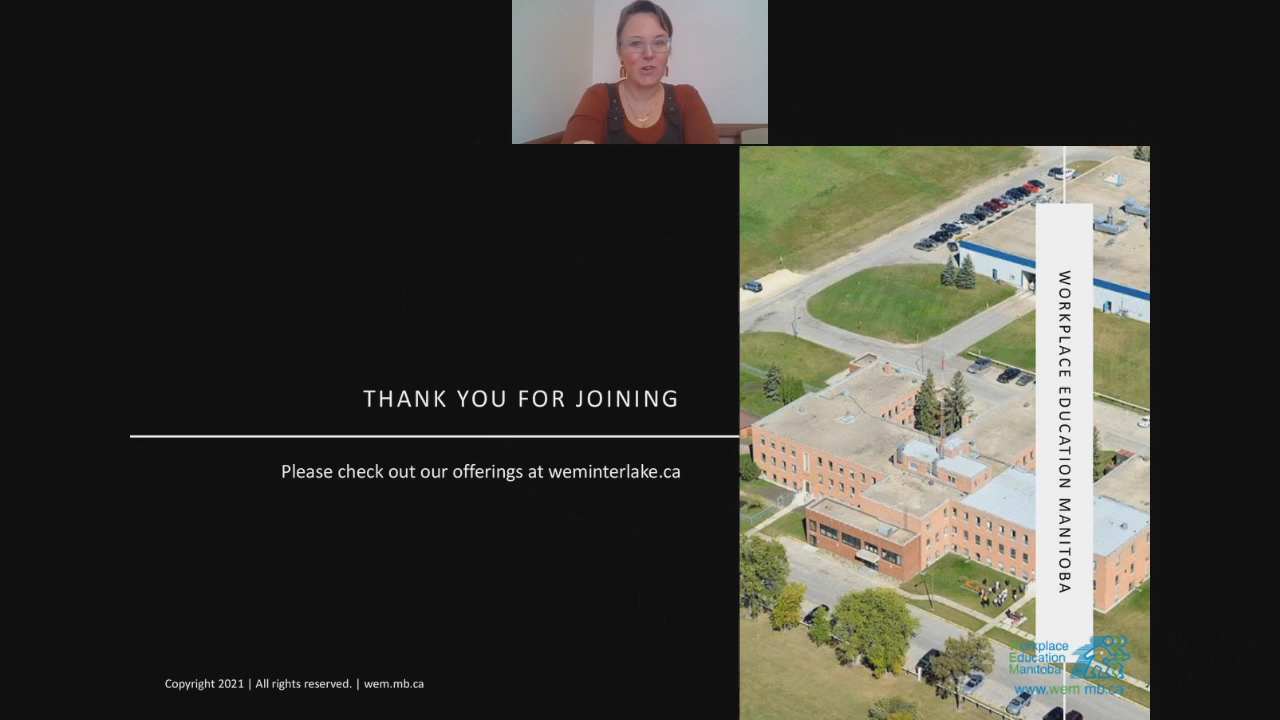 THANK YOU FOR JOINING
Please check out our offerings at weminterlake.ca
Copyright 2021 | All rights reserved. | wem.mb.ca
WORKPLACE EDUCATION MANITOBA
Workplace
Education
Manitoba
www.wem.mb.ca